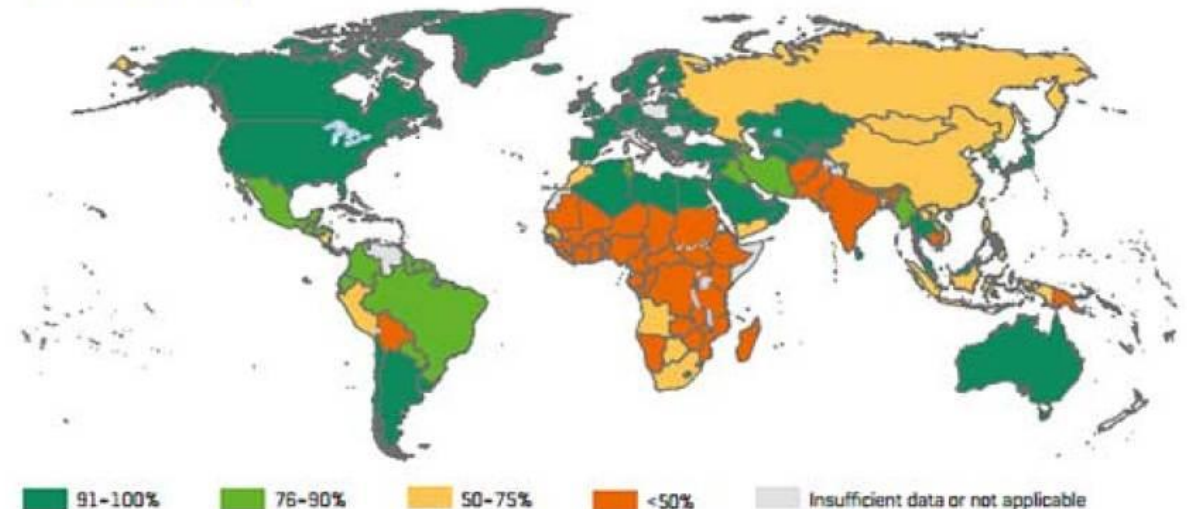 91-100%
76-90%
50-75%
<50%
Insufficient data or not applicable